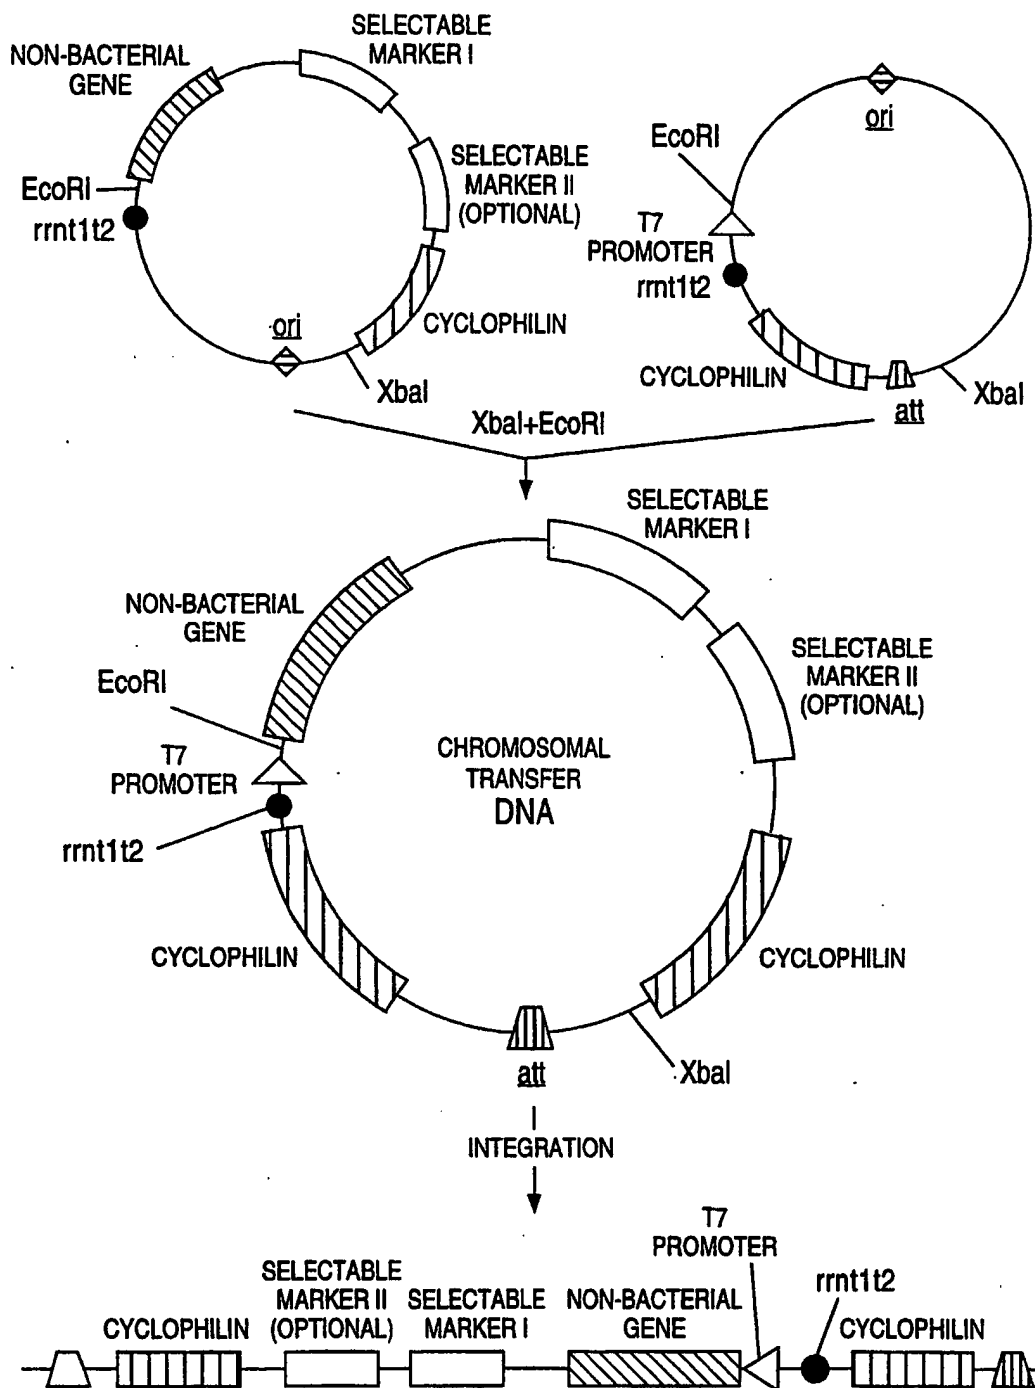 SELECTABLE
MARKER I
NON-BACTERIAL
GENE
EcoRI
rrnt1t2
SELECTABLE
MARKER II
(OPTIONAL)
CYCLOPHILIN
ori
XbaI
ori
EcoRI
T7
PROMOTER
rrnt1t2
CYCLOPHILIN
att
XbaI
XbaI+EcoRI
SELECTABLE
MARKER I
NON-BACTERIAL
GENE
SELECTABLE
MARKER II
(OPTIONAL)
EcoRI
T7
PROMOTER
rrnt1t2
CHROMOSOMAL
TRANSFER
DNA
CYCLOPHILIN
CYCLOPHILIN
att
XbaI
INTEGRATION
T7
PROMOTER
rrnt1t2
CYCLOPHILIN
SELECTABLE
MARKER II
(OPTIONAL)
SELECTABLE
MARKER I
NON-BACTERIAL
GENE
CYCLOPHILIN